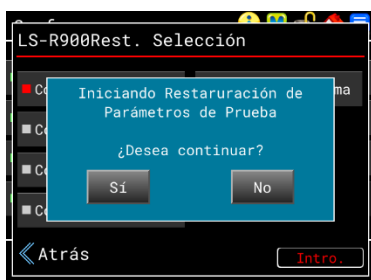 LS-R900Rest. Selección
Iniciando Restaruración de
Parámetros de Prueba
¿Desea continuar?
Sí
No
Atrás
Intro.